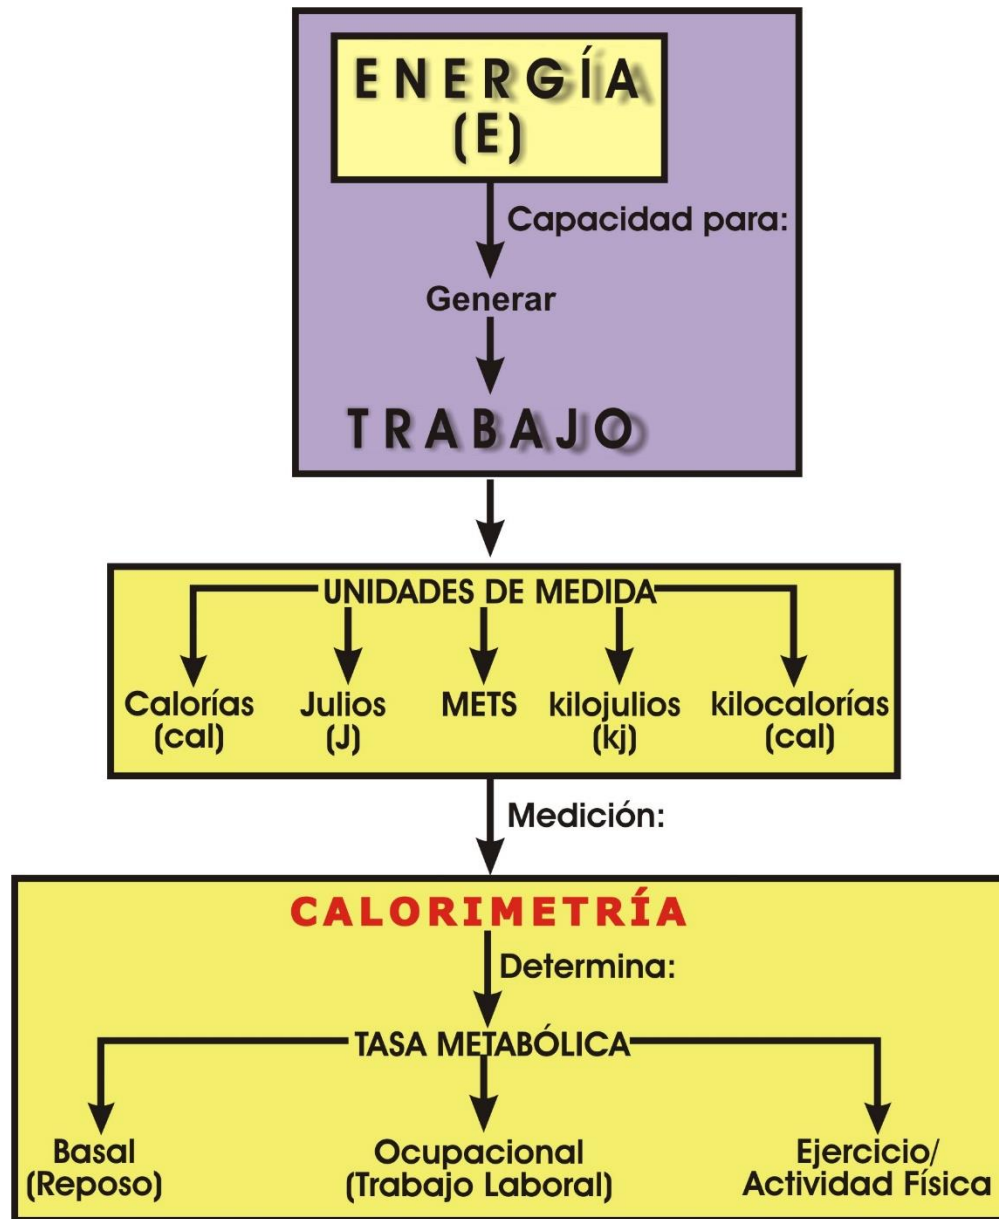 ENERGÍA
(E)
Capacidad para:
Generar
TRABAJO
UNIDADES DE MEDIDA
Calorías
(cal)
Julios
(J)
METS
kilojulios
(kj)
kilocalorías
(cal)
Medición:
CALORIMETRÍA
Determina:
TASA METABÓLICA
Basal
(Reposo)
Ocupacional
(Trabajo Laboral)
Ejercicio/
Actividad Física